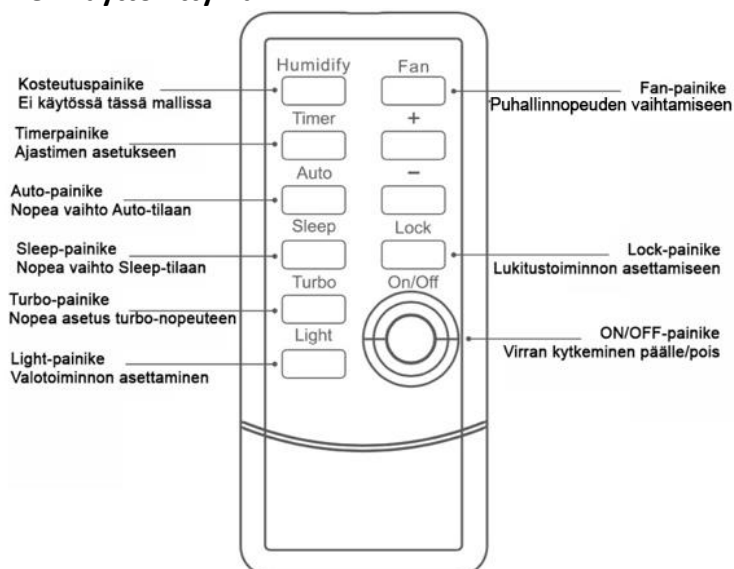 Humidify
Fan
Kosteutuspainike
Ei käytössä tässä mallissa
Fan-painike
Puhallinnopeuden vaihtamiseen
Timerpainike
Ajastimen asetukseen
Timer
+
Auto-painike
Nopea vaihto Auto-tilaan
Auto
−
Sleep-painike
Nopea vaihto Sleep-tilaan
Sleep
Lock
Lock-painike
Lukitustoiminnon asettamiseen
Turbo-painike
Nopea asetus turbo-nopeuteen
Turbo
On/Off
Light-painike
Valotoiminnon asettaminen
Light
ON/OFF-painike
Virran kytkeminen päälle/pois